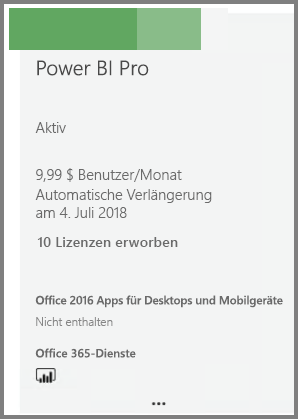 Power BI Pro
Aktiv
9,99 $ Benutzer/Monat
Automatische Verlängerung
am 4. Juli 2018
10 Lizenzen erworben
Office 2016 Apps für Desktops und Mobilgeräte
Nicht enthalten
Office 365-Dienste